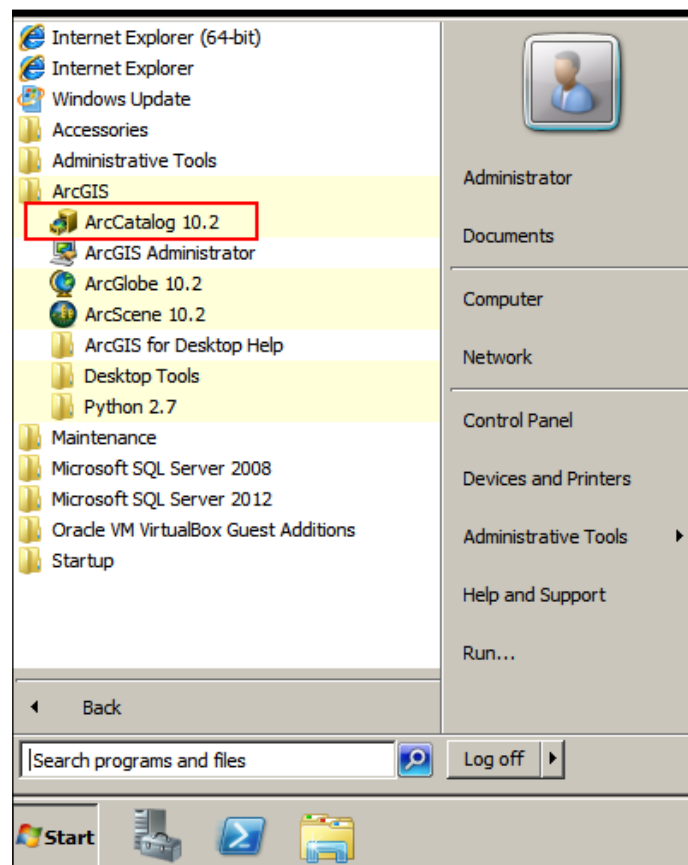 Internet Explorer (64-bit)
Internet Explorer
Windows Update
Accessories
Administrative Tools
ArcGIS
ArcCatalog 10.2
ArcGIS Administrator
ArcGlobe 10.2
ArcScene 10.2
ArcGIS for Desktop Help
Desktop Tools
Python 2.7
Maintenance
Microsoft SQL Server 2008
Microsoft SQL Server 2012
Oracle VM VirtualBox Guest Additions
Startup
Back
Search programs and files
Administrator
Documents
Computer
Network
Control Panel
Devices and Printers
Administrative Tools
Help and Support
Run...
Log off
Start